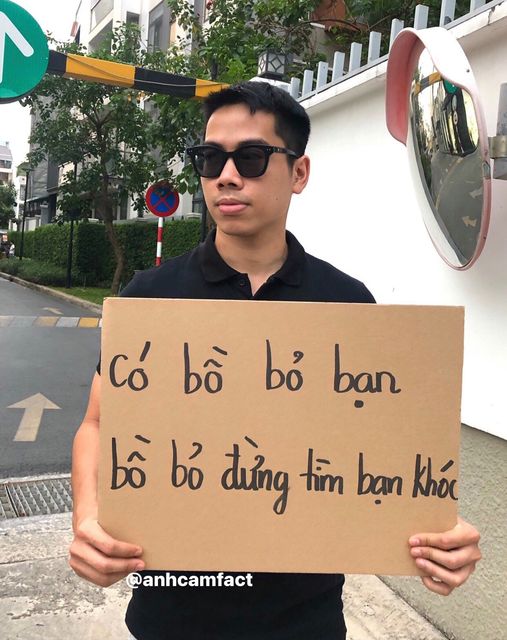 có bồ bỏ bạn
bồ bỏ đừng tìm bạn khóc
@anhcamfact